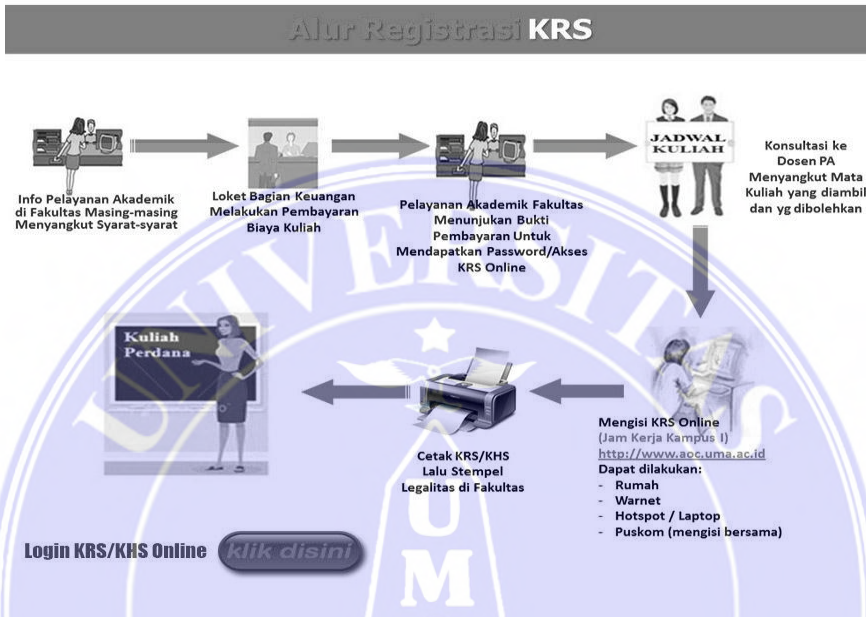 Alur Registrasi KRS
Info Pelayanan Akademik
di Fakultas Masing-masing
Menyangkut Syarat-syarat
Loket Bagian Keuangan
Melakukan Pembayaran
Biaya Kuliah
Pelayanan Akademik Fakultas
Menunjukan Bukti
Pembayaran Untuk
Mendapatkan Password/Akses
KRS Online
JADWAL
KULIAH
Konsultasi ke
Dosen PA
Menyangkut Mata
Kuliah yang diambil
dan yg dibolehkan
Mengisi KRS Online
(Jam Kerja Kampus I)
http://www.aoc.uma.ac.id
Dapat dilakukan:
- Rumah
- Warnet
- Hotspot / Laptop
- Puskom (mengisi bersama)
Cetak KRS/KHS
Lalu Stempel
Legalitas di Fakultas
Kuliah
Perdana
Login KRS/KHS Online klik disini
UNIVERSITAS
UM